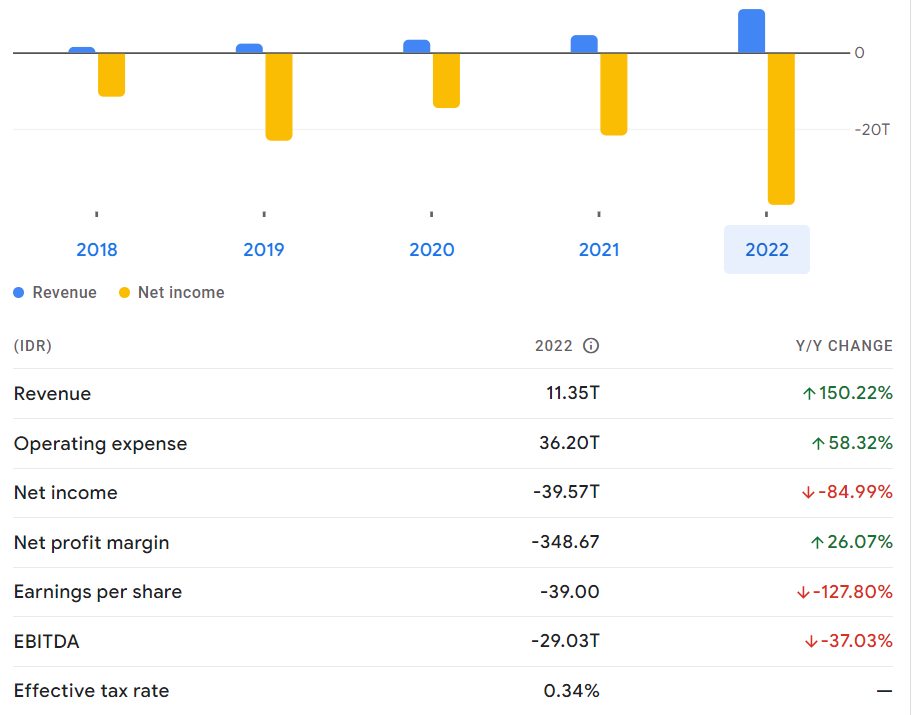 0
-20T
2018 2019 2020 2021 2022
Revenue Net income
(IDR) 2022 Y/Y CHANGE
Revenue 11.35T ↑150.22%
Operating expense 36.20T ↑58.32%
Net income -39.57T ↓-84.99%
Net profit margin -348.67 ↑26.07%
Earnings per share -39.00 ↓-127.80%
EBITDA -29.03T ↓-37.03%
Effective tax rate 0.34% —